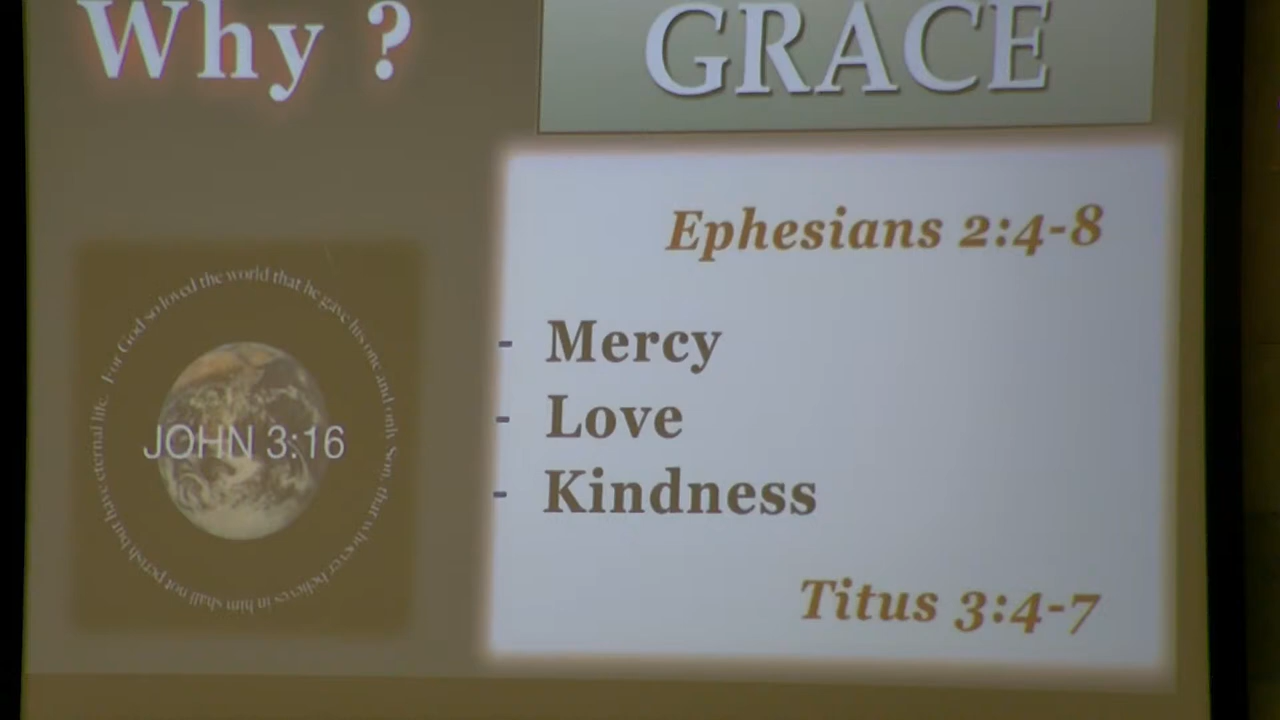 Why ?
GRACE
Ephesians 2:4-8
- Mercy
- Love
- Kindness
Titus 3:4-7
For God so loved the world that he gave his one and only Son, that whoever believes in him shall not perish but have eternal life.
JOHN 3:16